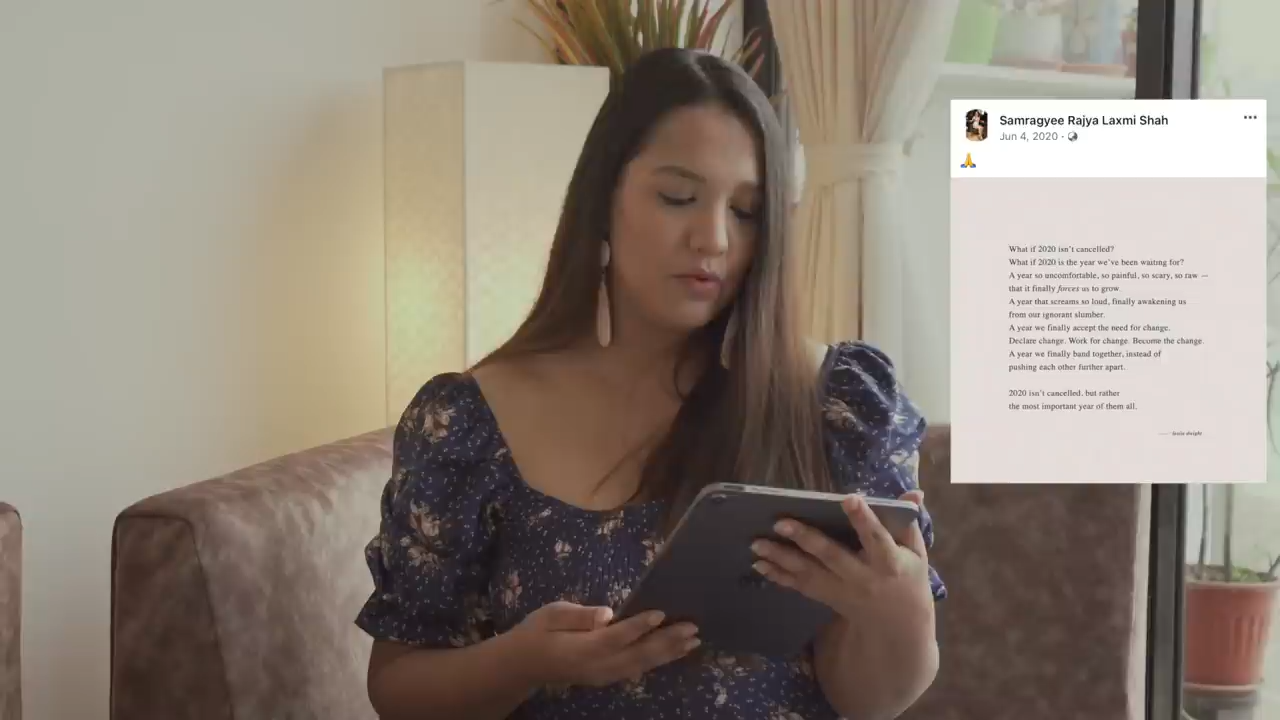 Samragyee Rajya Laxmi Shah
Jun 4, 2020 ·
What if 2020 isn't cancelled?
What if 2020 is the year we've been waiting for?
A year so uncomfortable, so painful, so scary, so raw —
that it finally forces us to grow.
A year that screams so loud, finally awakening us
from our ignorant slumber.
A year we finally accept the need for change.
Declare change. Work for change. Become the change.
A year we finally band together, instead of
pushing each other further apart.
2020 isn't cancelled, but rather
the most important year of them all.
—— leslie dwight